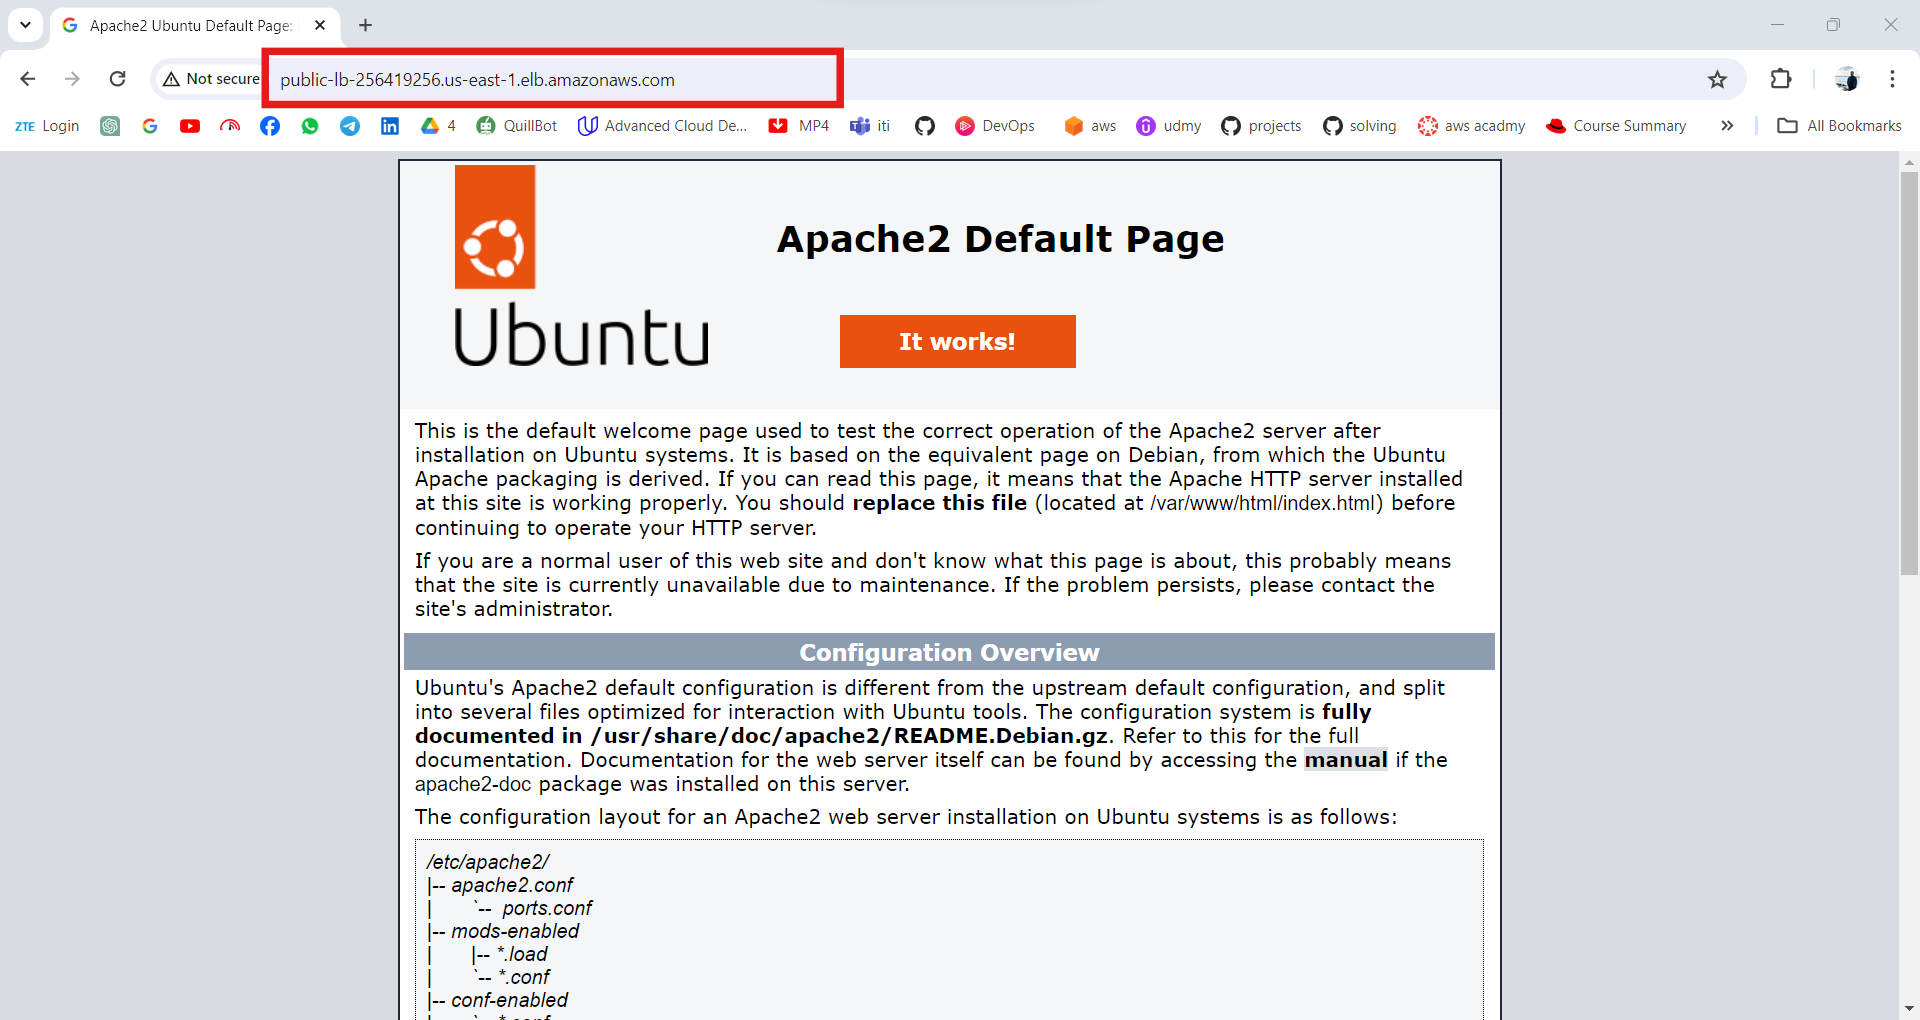 Apache2 Ubuntu Default Page:
Not secure
public-lb-256419256.us-east-1.elb.amazonaws.com
ZTE Login
4
QuillBot
Advanced Cloud De...
MP4
iti
DevOps
aws
udmy
projects
solving
aws acadmy
Course Summary
All Bookmarks
Apache2 Default Page
Ubuntu
It works!
This is the default welcome page used to test the correct operation of the Apache2 server after
installation on Ubuntu systems. It is based on the equivalent page on Debian, from which the Ubuntu
Apache packaging is derived. If you can read this page, it means that the Apache HTTP server installed
at this site is working properly. You should replace this file (located at /var/www/html/index.html) before
continuing to operate your HTTP server.
If you are a normal user of this web site and don't know what this page is about, this probably means
that the site is currently unavailable due to maintenance. If the problem persists, please contact the
site's administrator.
Configuration Overview
Ubuntu's Apache2 default configuration is different from the upstream default configuration, and split
into several files optimized for interaction with Ubuntu tools. The configuration system is fully
documented in /usr/share/doc/apache2/README.Debian.gz. Refer to this for the full
documentation. Documentation for the web server itself can be found by accessing the manual if the
apache2-doc package was installed on this server.
The configuration layout for an Apache2 web server installation on Ubuntu systems is as follows:
/etc/apache2/
|-- apache2.conf
|       `--  ports.conf
|-- mods-enabled
|       |-- *.load
|       `-- *.conf
|-- conf-enabled
|       `-- *.conf